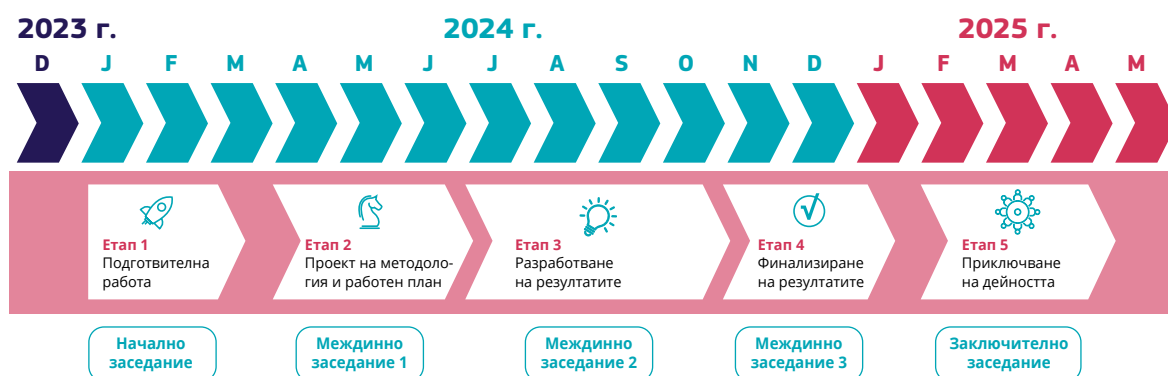 2023 г. 2024 г. 2025 г.
D J F M A M J J A S O N D J F M A M
Етап 1
Подготвителна
работа
Етап 2
Проект на методоло-
гия и работен план
Етап 3
Разработване
на резултатите
Етап 4
Финализиране
на резултатите
Етап 5
Приключване
на дейността
Начално
заседание
Междинно
заседание 1
Междинно
заседание 2
Междинно
заседание 3
Заключително
заседание